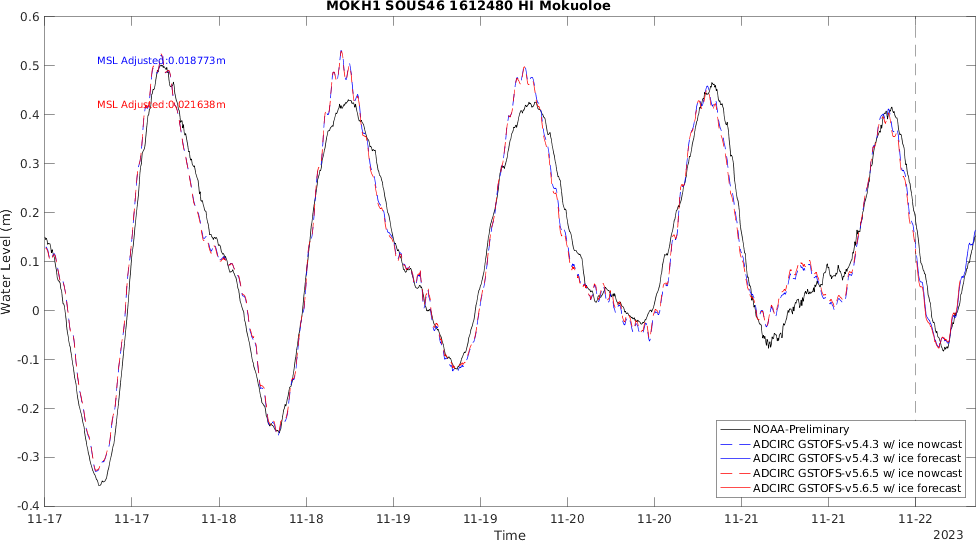 MOKH1 SOUS46 1612480 HI Mokuoloe
0.6
0.5
0.4
0.3
0.2
0.1
0
-0.1
-0.2
-0.3
-0.4
Water Level (m)
MSL Adjusted:0.018773m
MSL Adjusted:0.021638m
NOAA-Preliminary
ADCIRC GSTOFS-v5.4.3 w/ ice nowcast
ADCIRC GSTOFS-v5.4.3 w/ ice forecast
ADCIRC GSTOFS-v5.6.5 w/ ice nowcast
ADCIRC GSTOFS-v5.6.5 w/ ice forecast
11-17 11-17 11-18 11-18 11-19 11-19 11-20 11-20 11-21 11-21 11-22
Time
2023